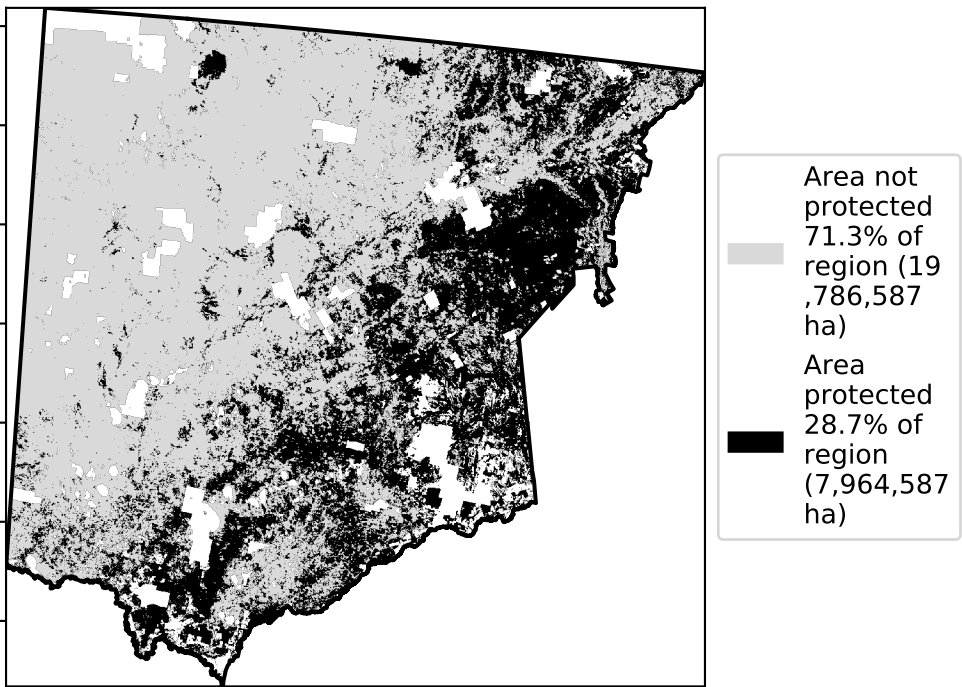 Area not
protected
71.3% of
region (19
,786,587
ha)
Area
protected
28.7% of
region
(7,964,587
ha)